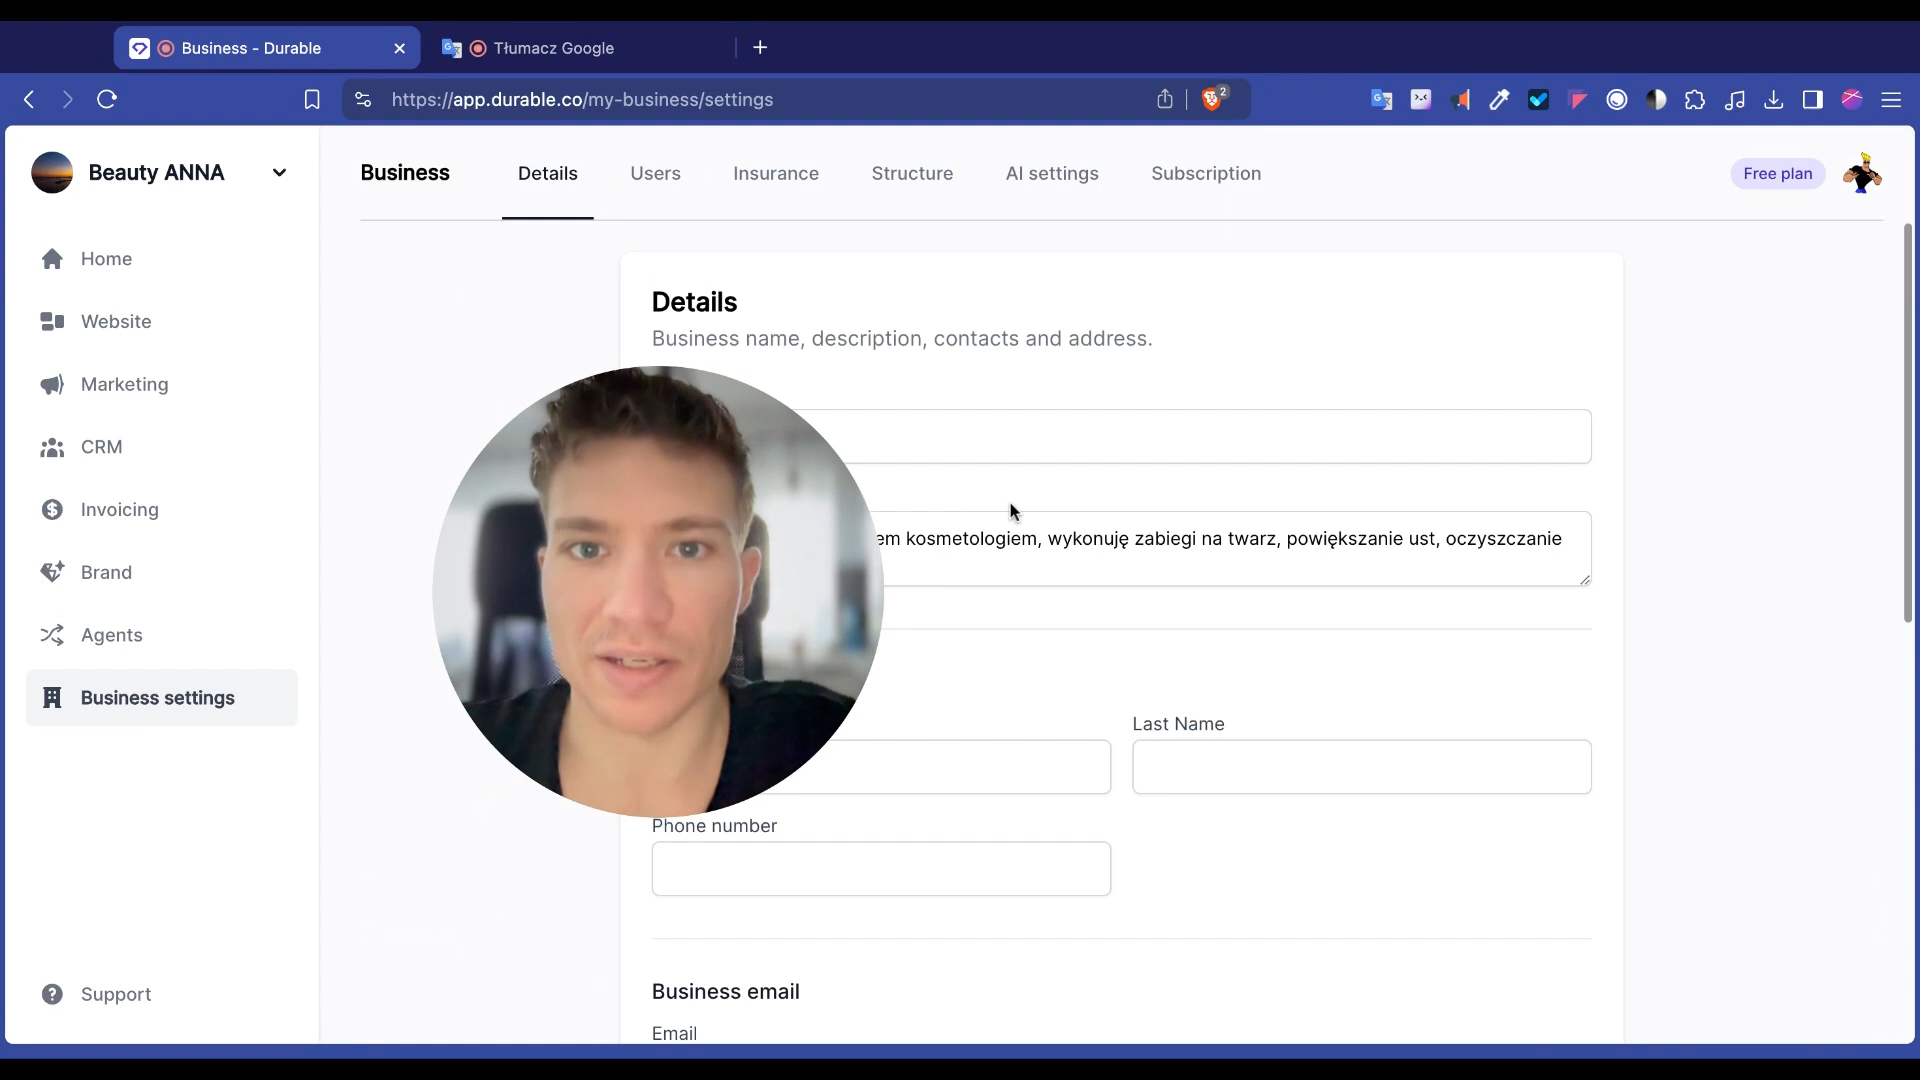 Business - Durable
Tłumacz Google
https://app.durable.co/my-business/settings
2
Beauty ANNA
Business
Details
Users
Insurance
Structure
AI settings
Subscription
Free plan
Home
Website
Marketing
CRM
Invoicing
Brand
Agents
Business settings
Support
Details
Business name, description, contacts and address.
em kosmetologiem, wykonuję zabiegi na twarz, powiększanie ust, oczyszczanie
Last Name
Phone number
Business email
Email